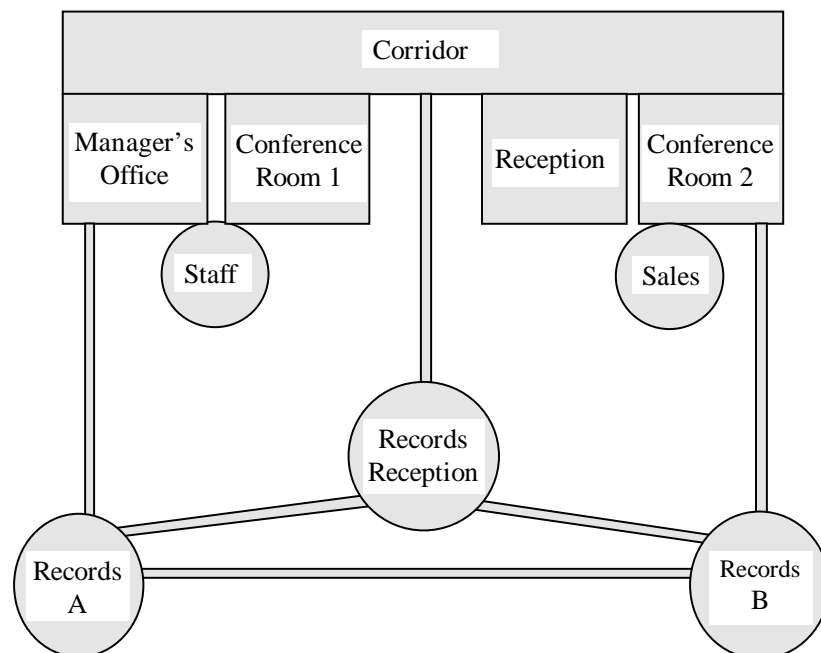 Corridor
Manager's
Office
Conference
Room 1
Reception
Conference
Room 2
Staff
Sales
Records
Reception
Records
A
Records
B